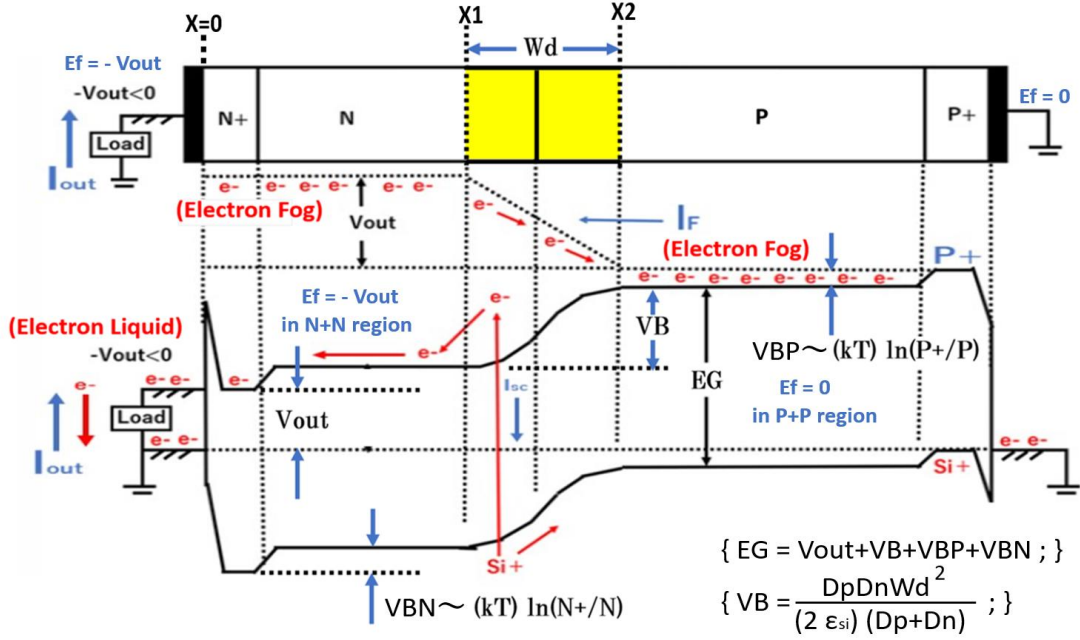 X=0
X1
X2
Wd
Ef = - Vout
-Vout<0
Load
Iout
N+
N
P
P+
Ef = 0
e- e- e- e- e- e-
(Electron Fog)
Vout
e-
e-
IF
(Electron Fog)
e- e- e- e- e- e- e-
P+
(Electron Liquid)
-Vout<0
e-
e- e-
Load
e- e-
Iout
Ef = - Vout
in N+N region
e-
e-
e-
Vout
Isc
VB
EG
VBP～ (kT) ln(P+/P)
Ef = 0
in P+P region
e- e-
Si+
Si+
VBN～ (kT) ln(N+/N)
{ EG = Vout+VB+VBP+VBN ; }
{ VB = DpDnWd 2 / (2 εsi) (Dp+Dn) ; }